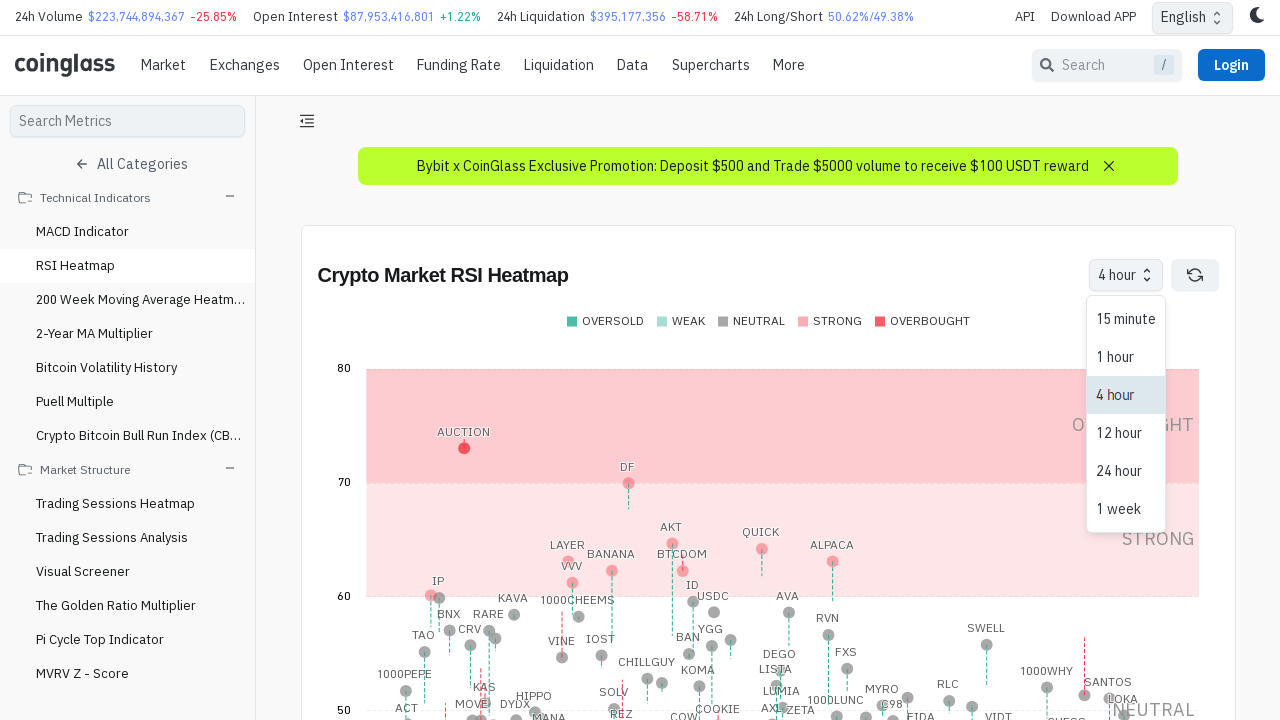 24h Volume $223,744,894,367 -25.85% Open Interest $87,953,416,801 +1.22% 24h Liquidation $395,177,356 -58.71% 24h Long/Short 50.62%/49.38% API Download APP English
coinglass Market Exchanges Open Interest Funding Rate Liquidation Data Supercharts More Search / Login
Search Metrics
All Categories
Technical Indicators
MACD Indicator
RSI Heatmap
200 Week Moving Average Heatm...
2-Year MA Multiplier
Bitcoin Volatility History
Puell Multiple
Crypto Bitcoin Bull Run Index (CB...
Market Structure
Trading Sessions Heatmap
Trading Sessions Analysis
Visual Screener
The Golden Ratio Multiplier
Pi Cycle Top Indicator
MVRV Z - Score
Bybit x CoinGlass Exclusive Promotion: Deposit $500 and Trade $5000 volume to receive $100 USDT reward
Crypto Market RSI Heatmap
4 hour
15 minute
1 hour
4 hour
12 hour
24 hour
1 week
OVERSOLD WEAK NEUTRAL STRONG OVERBOUGHT
80
AUCTION
DF
70
AKT QUICK
STRONG
LAYER BANANA BTCDOM ALPACA
VVV
IP ID
60
KAVA 1000CHEEMS USDC AVA
BNX RARE RVN
TAO CRV VINE IOST BAN YGG SWELL
DEGO FXS
1000PEPE CHILLGUY KOMA LISTA 1000WHY
KAS HIPPO SOLV LUMIA MYRO RLC SANTOS
ACT MOVE DYDX 1000LUNC C98
50
MANA REZ COW COOKIE AXL ZETA VIDT
NEUTRAL